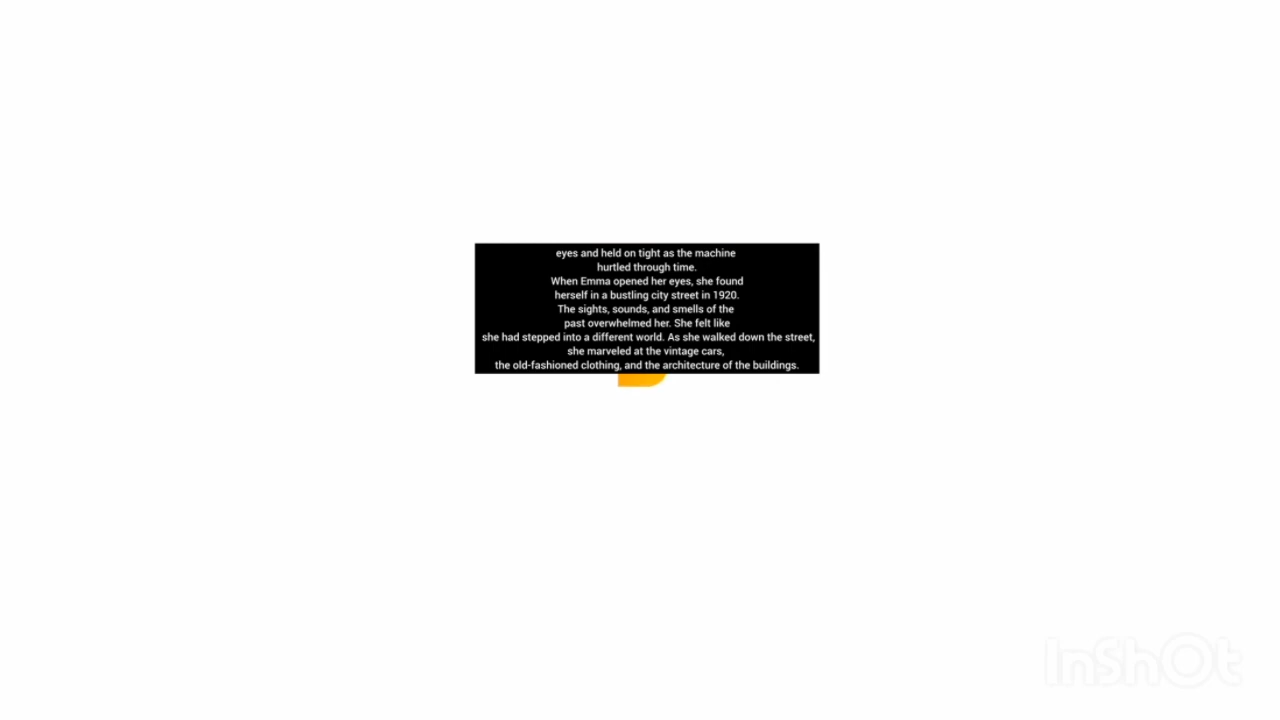 eyes and held on tight as the machine
hurtled through time.
When Emma opened her eyes, she found
herself in a bustling city street in 1920.
The sights, sounds, and smells of the
past overwhelmed her. She felt like
she had stepped into a different world. As she walked down the street,
she marveled at the vintage cars,
the old-fashioned clothing, and the architecture of the buildings.
InShOt